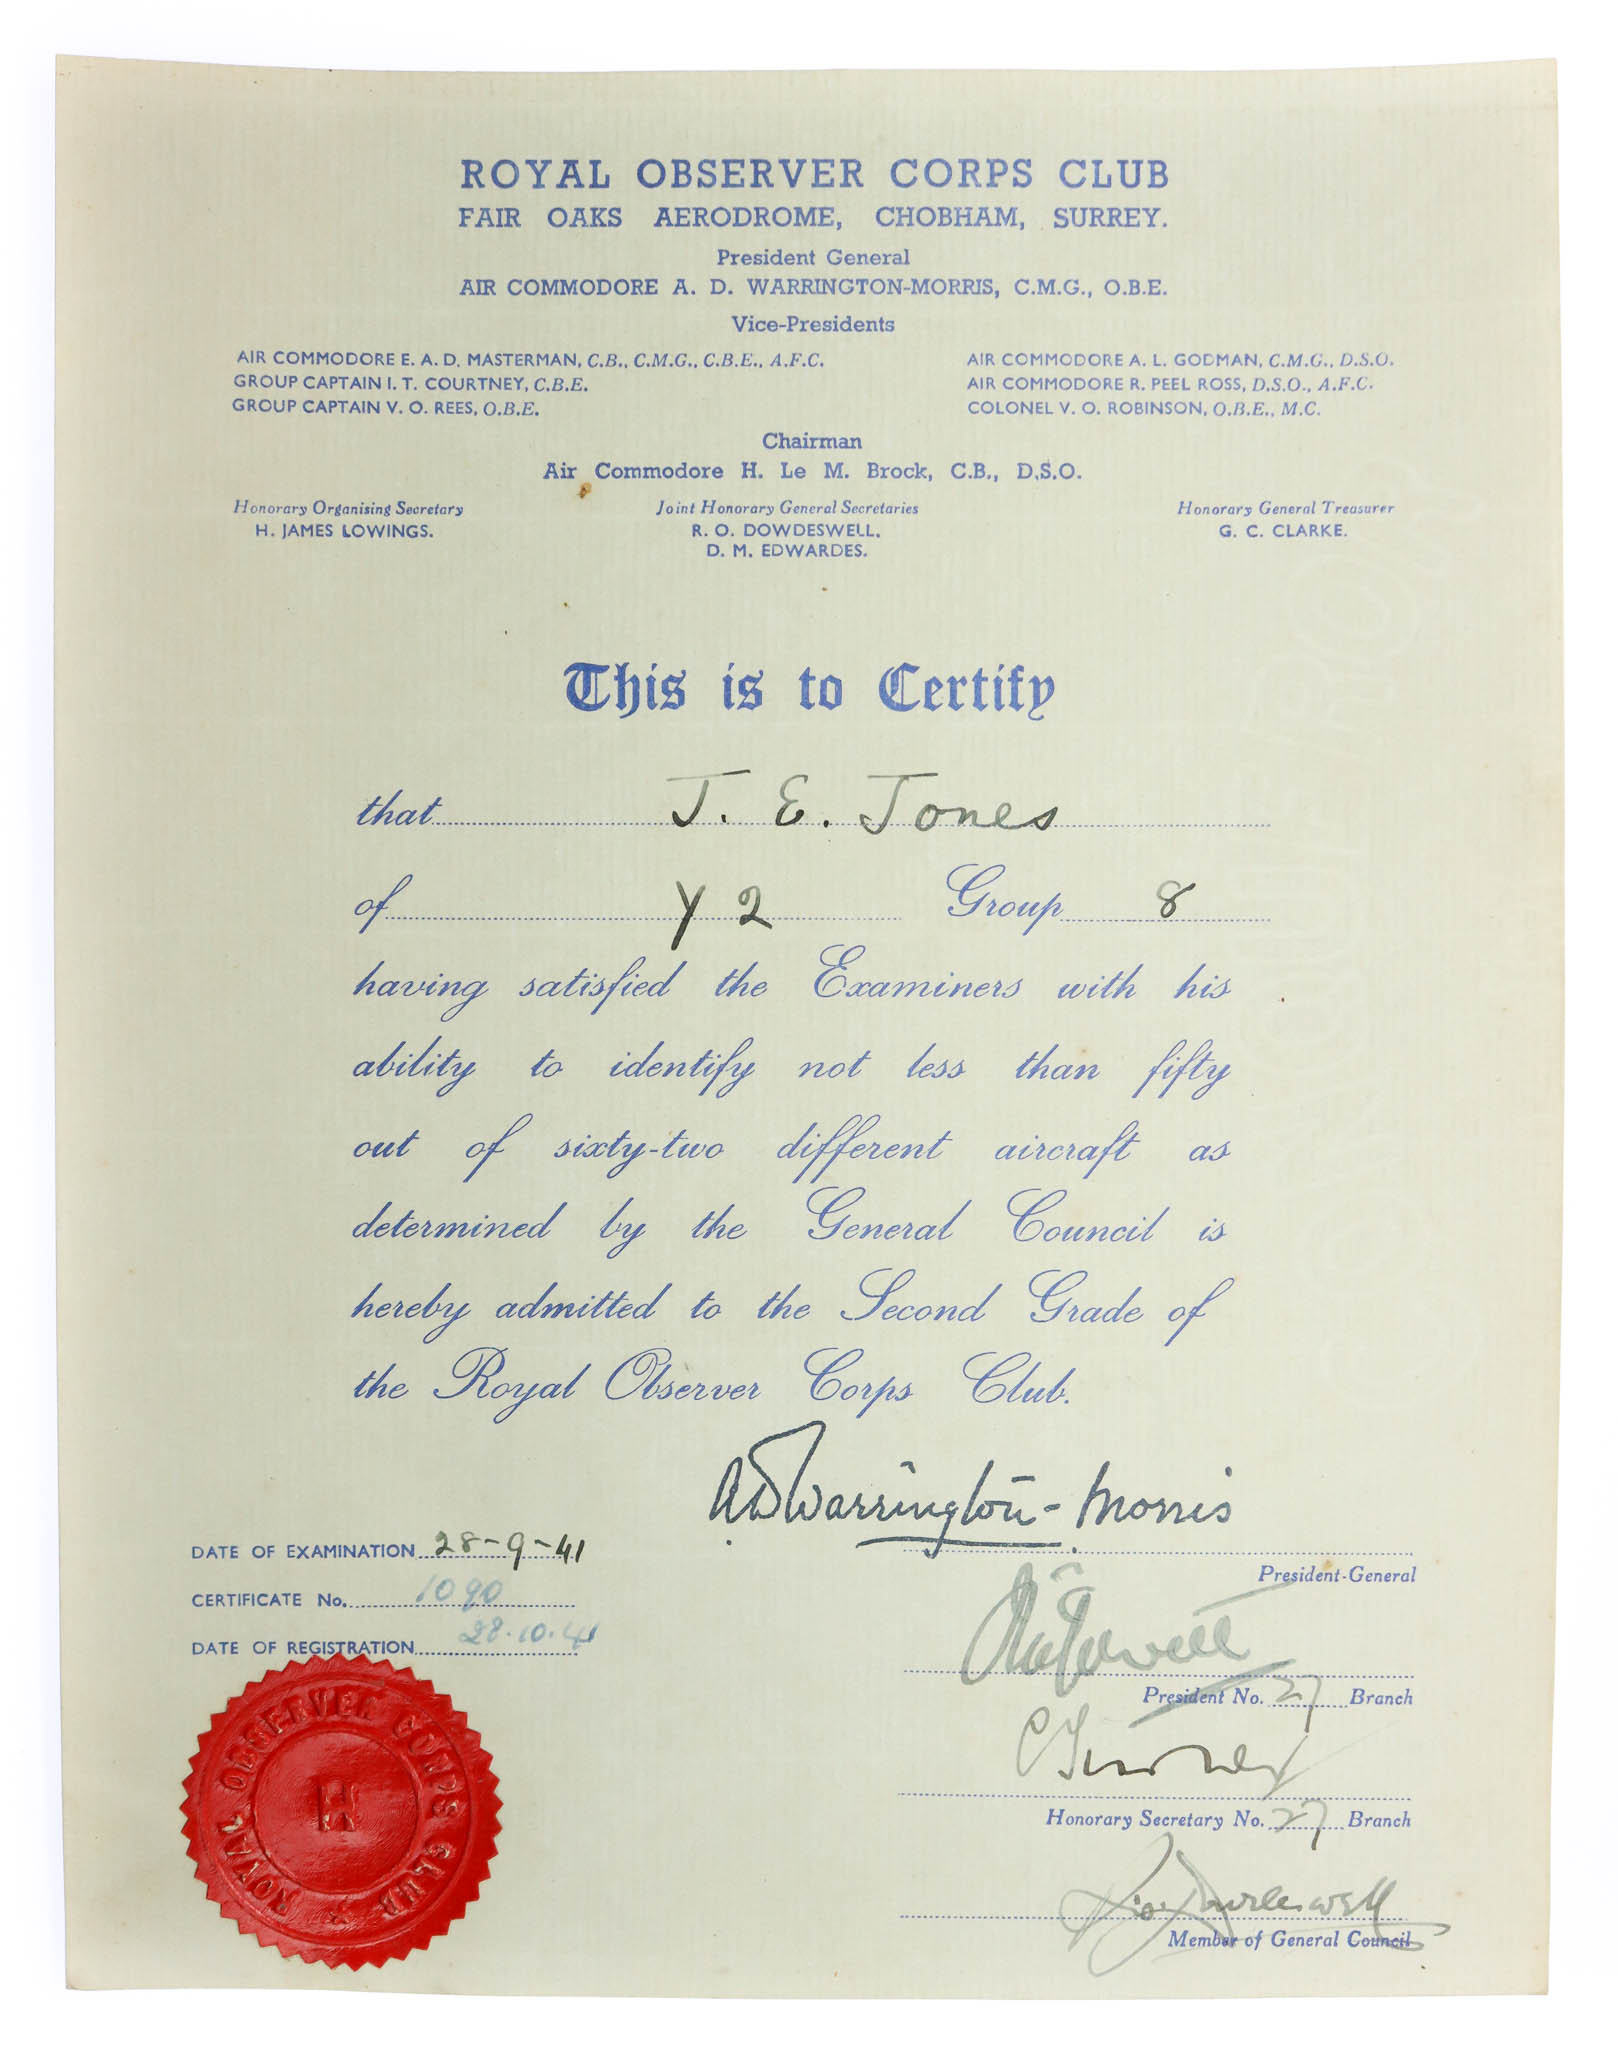 ROYAL OBSERVER CORPS CLUB
FAIR OAKS AERODROME, CHOBHAM, SURREY.
President General
AIR COMMODORE A. D. WARRINGTON-MORRIS, C.M.G., O.B.E.
Vice-Presidents
AIR COMMODORE E. A. D. MASTERMAN, C.B., C.M.G., C.B.E., A.F.C.
GROUP CAPTAIN I. T. COURTNEY, C.B.E.
GROUP CAPTAIN V. O. REES, O.B.E.
AIR COMMODORE A. L. GODMAN, C.M.G., D.S.O.
AIR COMMODORE R. PEEL ROSS, D.S.O., A.F.C.
COLONEL V. O. ROBINSON, O.B.E., M.C.
Chairman
Air Commodore H. Le M. Brock, C.B., D.S.O.
Honorary Organising Secretary
H. JAMES LOWINGS.
Joint Honorary General Secretaries
R. O. DOWDESWELL.
D. M. EDWARDES.
Honorary General Treasurer
G. C. CLARKE.
This is to Certify
that J. E. Jones
of Y 2 Group 8
having satisfied the Examiners with his
ability to identify not less than fifty
out of sixty-two different aircraft as
determined by the General Council is
hereby admitted to the Second Grade of
the Royal Observer Corps Club.
A D Warrington-Morris
President-General
DATE OF EXAMINATION 28-9-41
CERTIFICATE No. 1090
DATE OF REGISTRATION 28.10.41
President No. 27 Branch
Honorary Secretary No. 27 Branch
Dowdeswell
Member of General Council
ROYAL OBSERVER CORPS CLUB